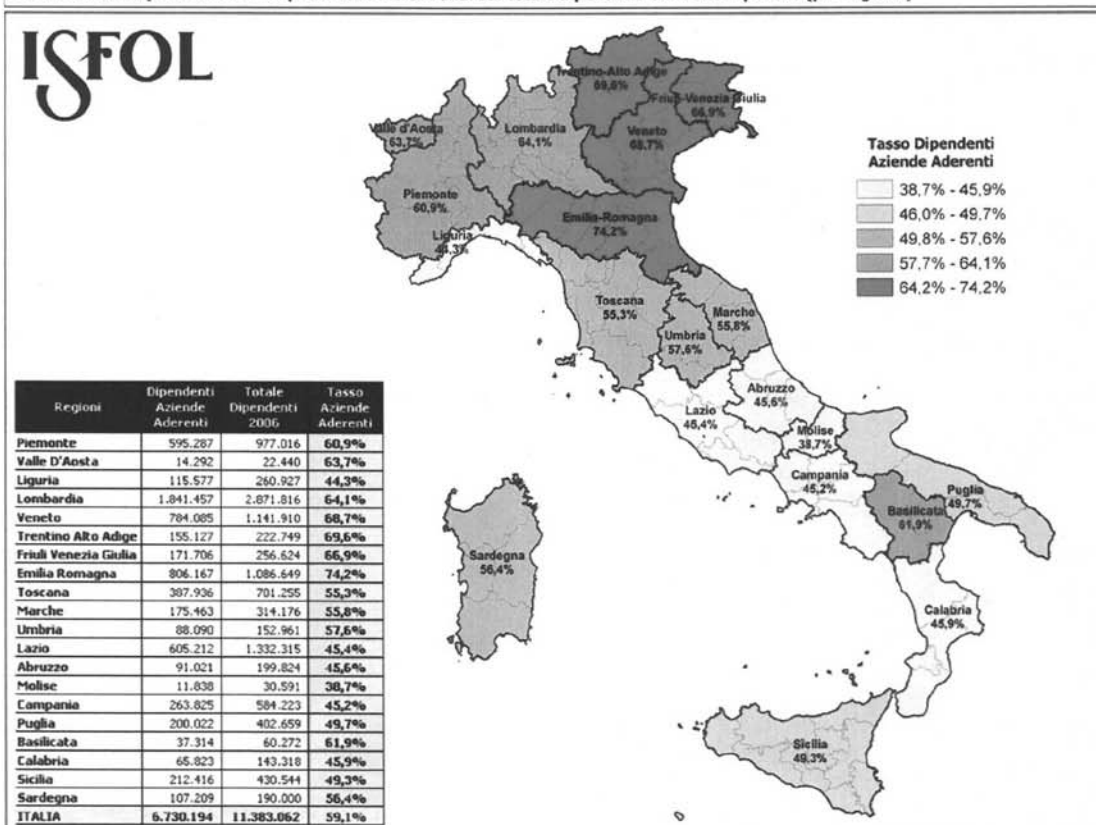 ISFOL
Trentino-Alto Adige
69,6%
Friuli-Venezia Giulia
66,9%
Valle d'Aosta
63,7%
Lombardia
64,1%
Veneto
68,7%
Piemonte
60,9%
Emilia-Romagna
74,2%
Liguria
44,3%
Toscana
55,3%
Marche
55,8%
Umbria
57,6%
Abruzzo
45,6%
Lazio
45,4%
Molise
38,7%
Campania
45,2%
Puglia
49,7%
Basilicata
61,9%
Sardegna
56,4%
Calabria
45,9%
Sicilia
49,3%
Tasso Dipendenti
Aziende Aderenti
38,7% - 45,9%
46,0% - 49,7%
49,8% - 57,6%
57,7% - 64,1%
64,2% - 74,2%
Regioni Dipendenti Aziende Aderenti Totale Dipendenti 2006 Tasso Aziende Aderenti
Piemonte 595.287 977.016 60,9%
Valle D'Aosta 14.292 22.440 63,7%
Liguria 115.577 260.927 44,3%
Lombardia 1.841.457 2.871.816 64,1%
Veneto 784.085 1.141.910 68,7%
Trentino Alto Adige 155.127 222.749 69,6%
Friuli Venezia Giulia 171.706 256.624 66,9%
Emilia Romagna 806.167 1.086.649 74,2%
Toscana 387.936 701.255 55,3%
Marche 175.463 314.176 55,8%
Umbria 88.090 152.961 57,6%
Lazio 605.212 1.332.315 45,4%
Abruzzo 91.021 199.824 45,6%
Molise 11.838 30.591 38,7%
Campania 263.825 584.223 45,2%
Puglia 200.022 402.659 49,7%
Basilicata 37.314 60.272 61,9%
Calabria 65.823 143.318 45,9%
Sicilia 212.416 430.544 49,3%
Sardegna 107.209 190.000 56,4%
ITALIA 6.730.194 11.383.062 59,1%